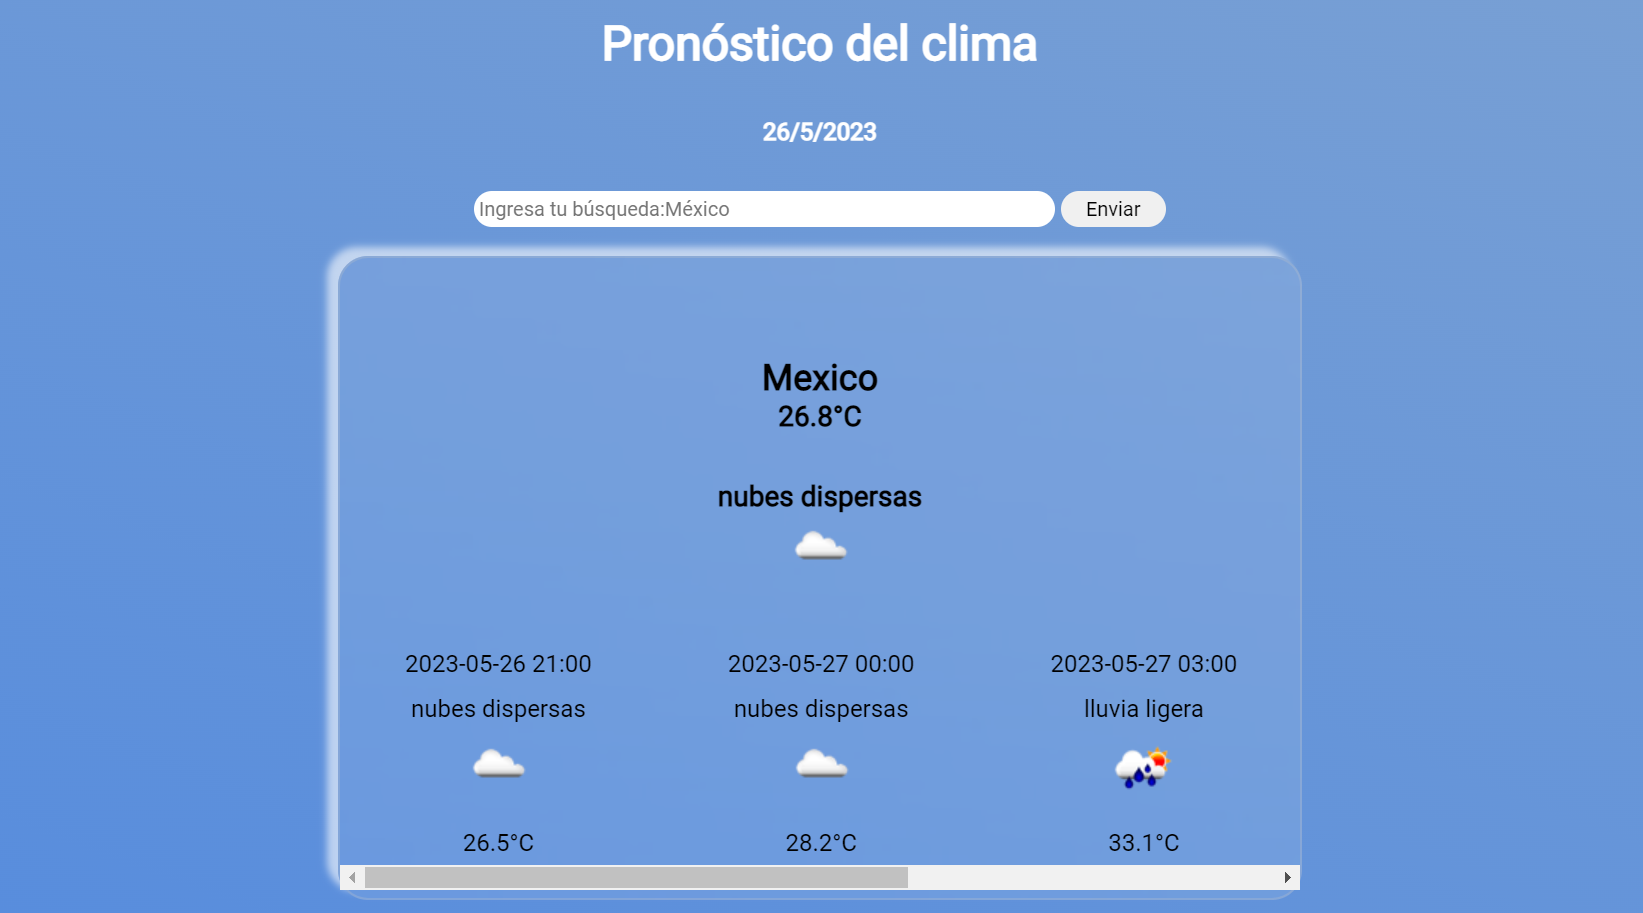 Pronóstico del clima
26/5/2023
Ingresa tu búsqueda:México Enviar
Mexico
26.8°C
nubes dispersas
2023-05-26 21:00 2023-05-27 00:00 2023-05-27 03:00
nubes dispersas nubes dispersas lluvia ligera
26.5°C 28.2°C 33.1°C